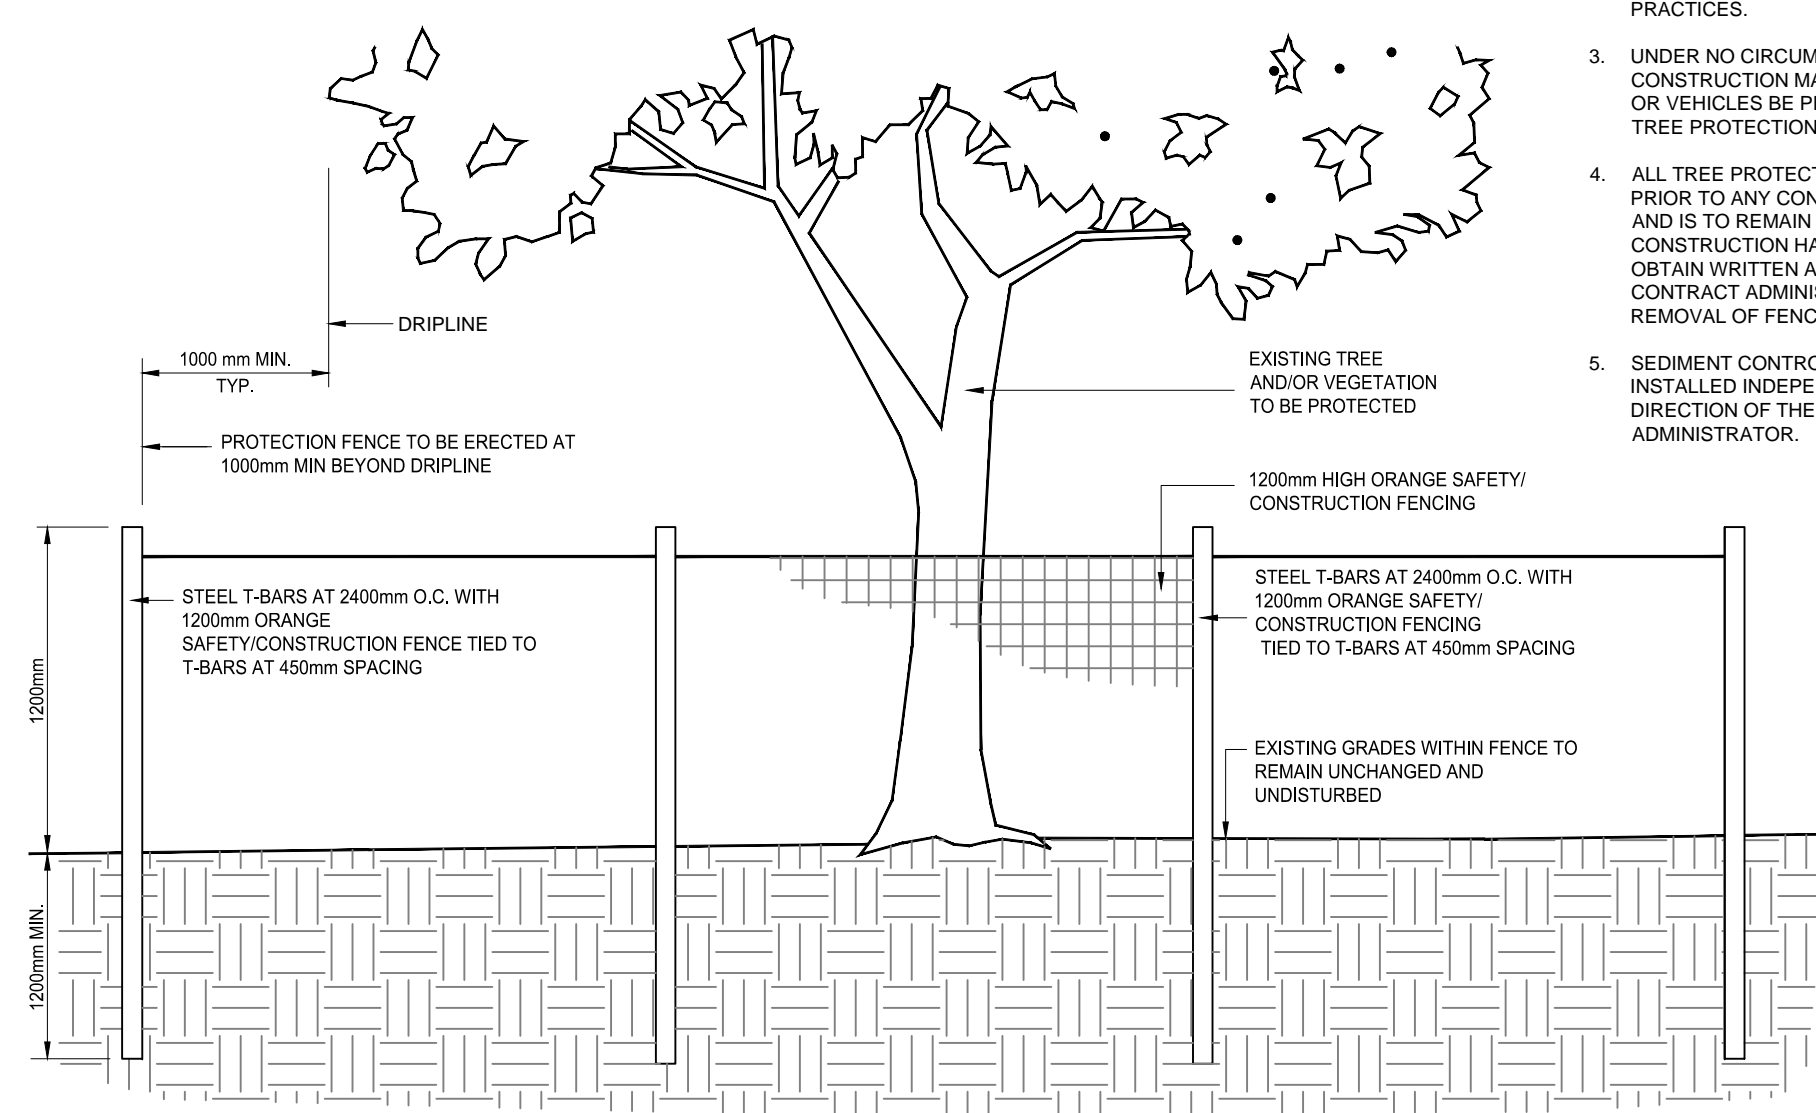 DRIPLINE
1000 mm MIN.
TYP.
PROTECTION FENCE TO BE ERECTED AT
1000mm MIN BEYOND DRIPLINE
EXISTING TREE
AND/OR VEGETATION
TO BE PROTECTED
1200mm HIGH ORANGE SAFETY/
CONSTRUCTION FENCING
STEEL T-BARS AT 2400mm O.C. WITH
1200mm ORANGE
SAFETY/CONSTRUCTION FENCE TIED TO
T-BARS AT 450mm SPACING
STEEL T-BARS AT 2400mm O.C. WITH
1200mm ORANGE SAFETY/
CONSTRUCTION FENCING
TIED TO T-BARS AT 450mm SPACING
EXISTING GRADES WITHIN FENCE TO
REMAIN UNCHANGED AND
UNDISTURBED
1200mm
1200mm MIN.
PRACTICES.
3. UNDER NO CIRCUM
CONSTRUCTION MA
OR VEHICLES BE P
TREE PROTECTION
4. ALL TREE PROTECT
PRIOR TO ANY CON
AND IS TO REMAIN
CONSTRUCTION HA
OBTAIN WRITTEN A
CONTRACT ADMINIS
REMOVAL OF FENC
5. SEDIMENT CONTRO
INSTALLED INDEPE
DIRECTION OF THE
ADMINISTRATOR.